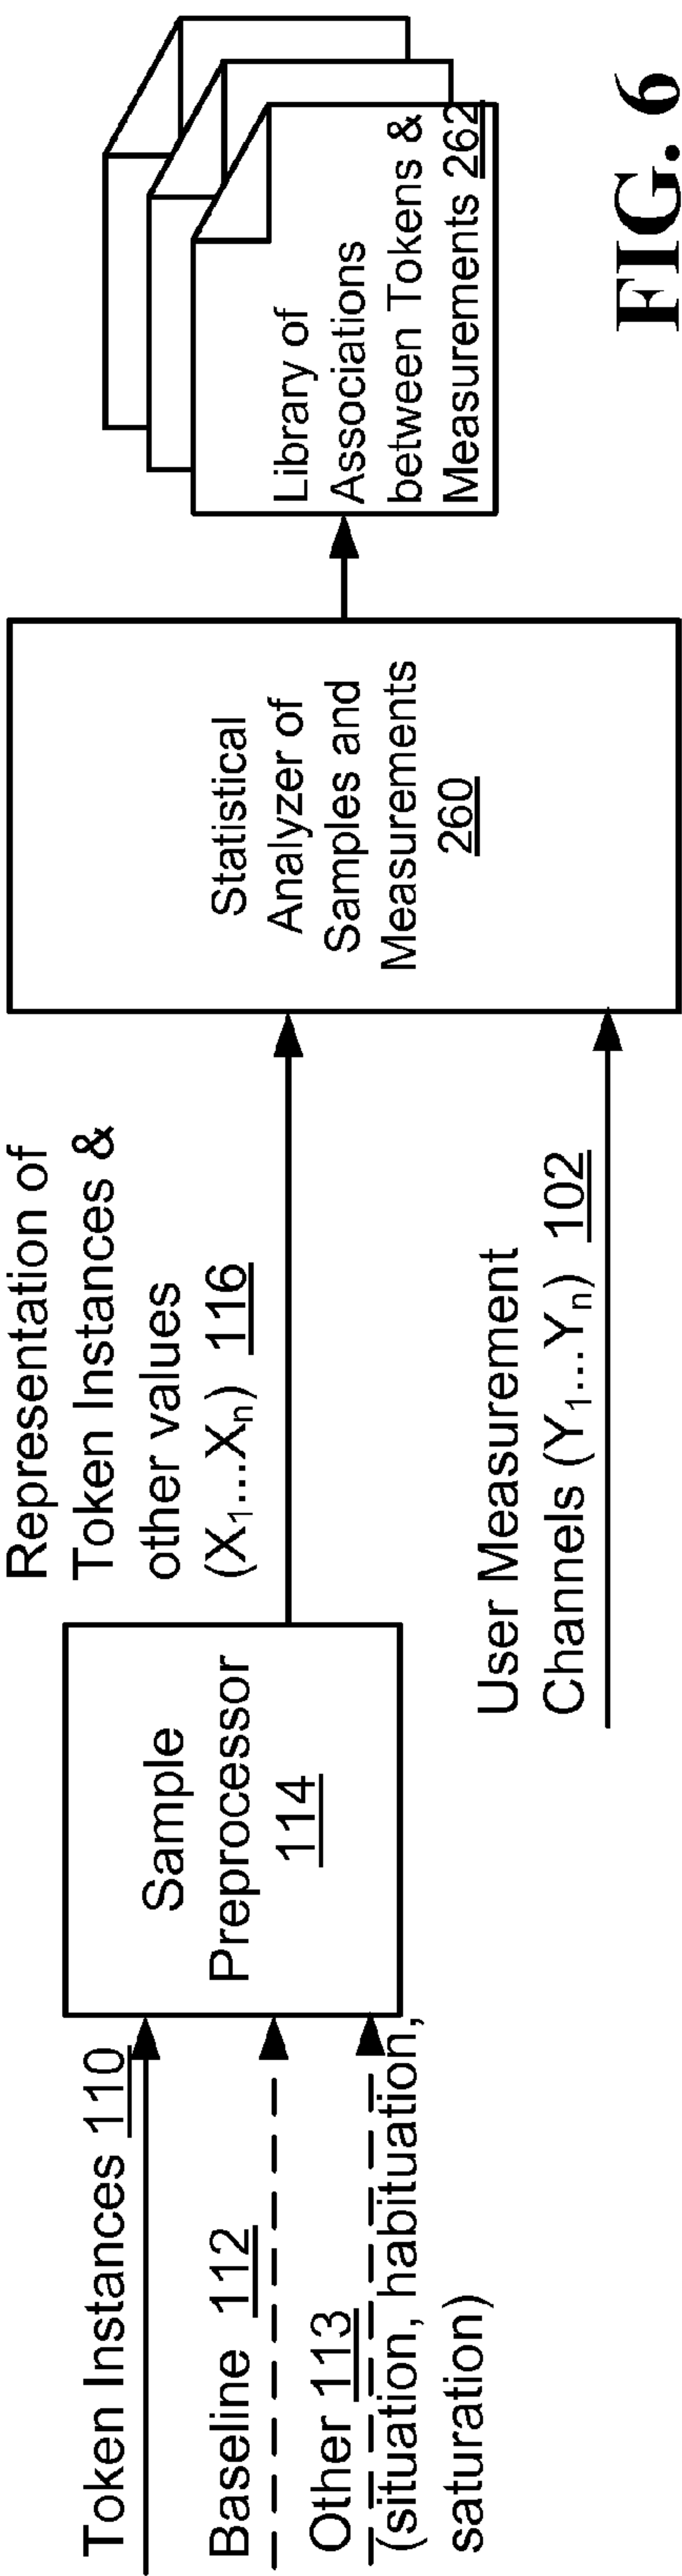 Token Instances 110
Baseline 112
Other 113
(situation, habituation,
saturation)
Sample
Preprocessor
114
Representation of
Token Instances &
other values
(X1...Xn) 116
User Measurement
Channels (Y1...Yn) 102
Statistical
Analyzer of
Samples and
Measurements
260
Library of
Associations
between Tokens &
Measurements 262
FIG. 6